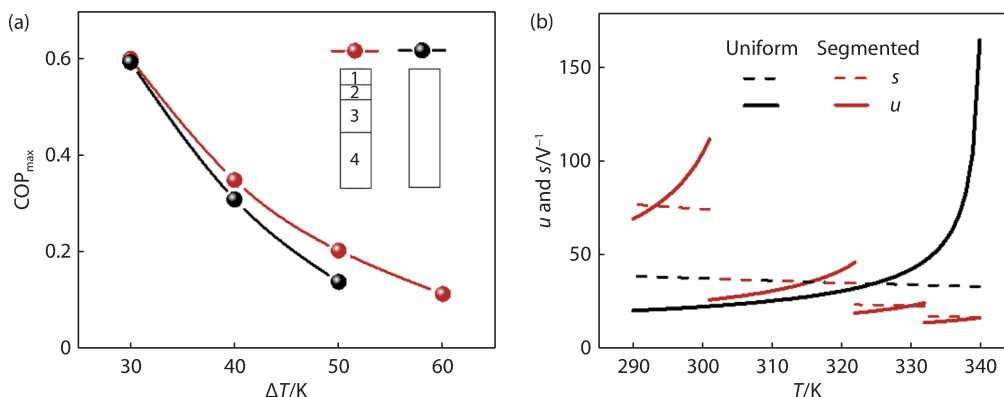 (a)
COP_max
0.6
0.4
0.2
0
30 40 50 60
ΔT/K
1
2
3
4
(b)
u and s/V⁻¹
150
100
50
0
290 300 310 320 330 340
T/K
Uniform Segmented
s
u